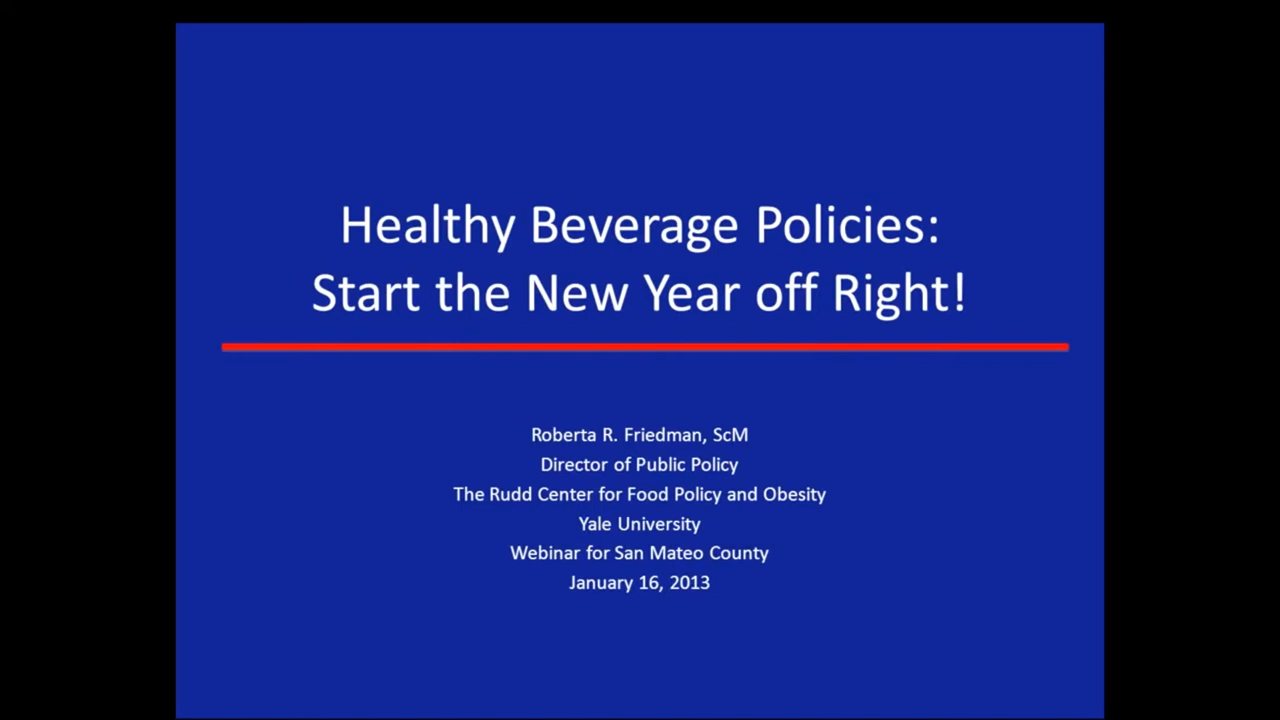 Healthy Beverage Policies:
Start the New Year off Right!
Roberta R. Friedman, ScM
Director of Public Policy
The Rudd Center for Food Policy and Obesity
Yale University
Webinar for San Mateo County
January 16, 2013